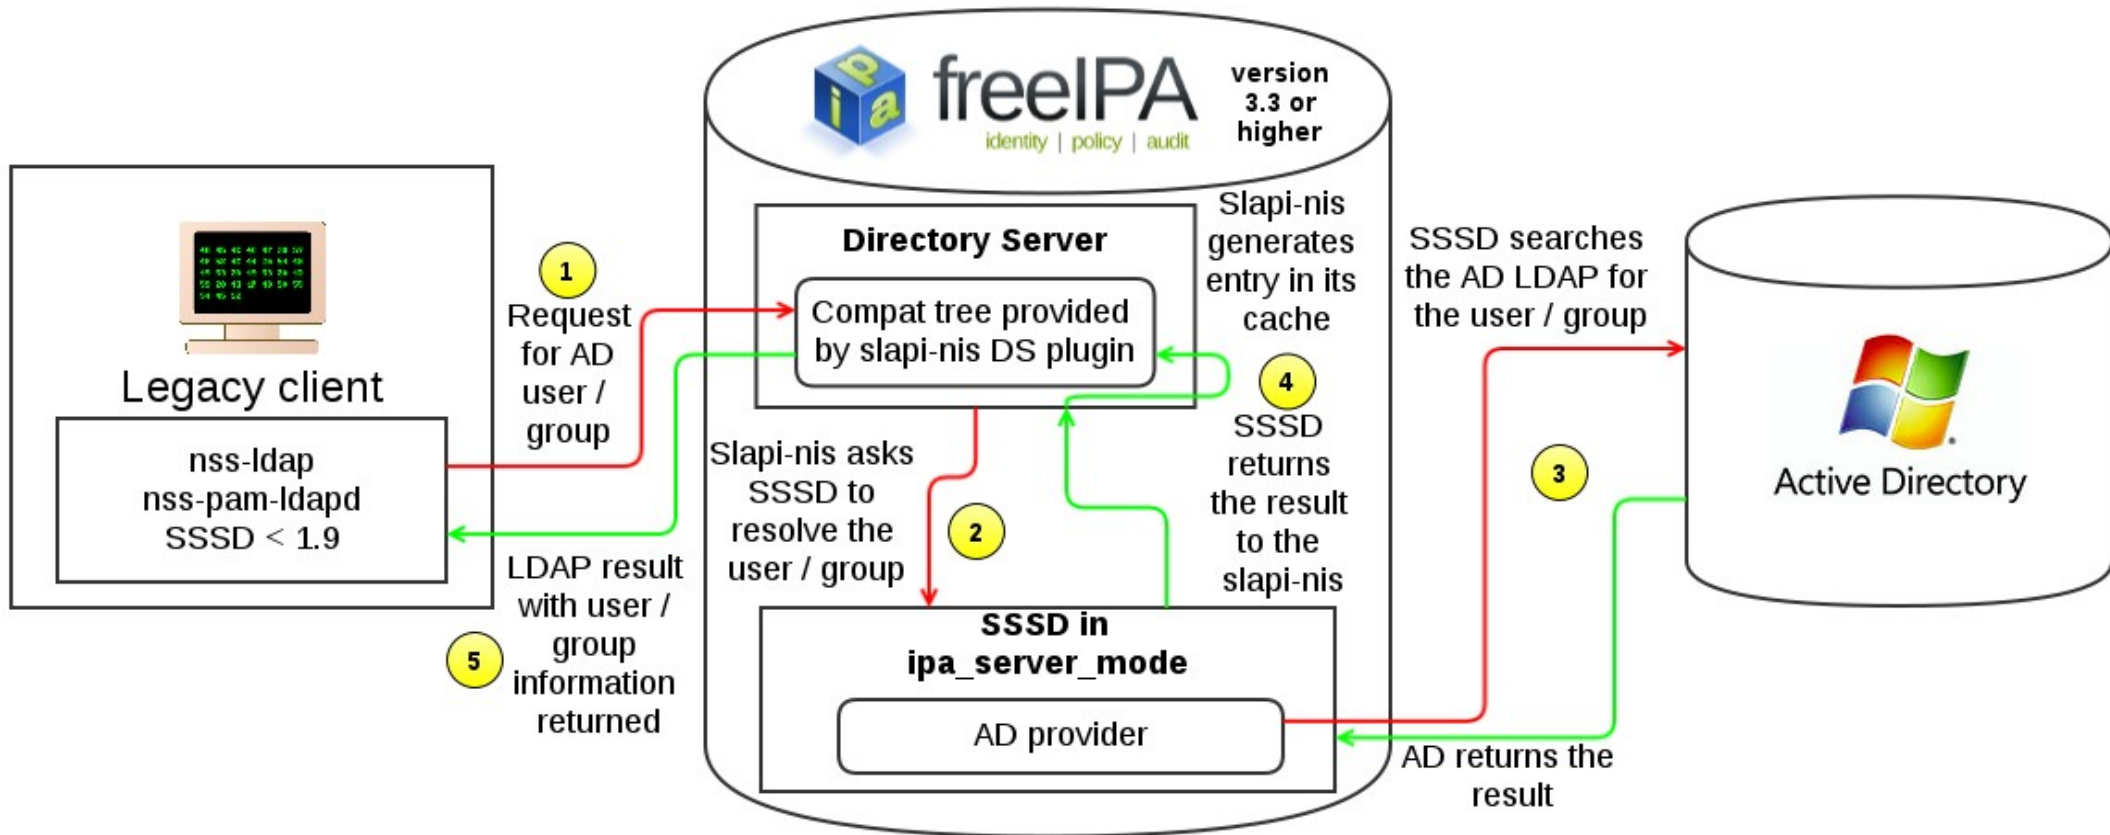 freeIPA
identity | policy | audit
version
3.3 or
higher
Legacy client
nss-ldap
nss-pam-ldapd
SSSD < 1.9
1
Request
for AD
user /
group
Directory Server
Compat tree provided
by slapi-nis DS plugin
Slapi-nis asks
SSSD to
resolve the
user / group
2
SSSD in
ipa_server_mode
AD provider
SSSD searches
the AD LDAP for
the user / group
3
Active Directory
AD returns the
result
Slapi-nis
generates
entry in its
cache
4
SSSD
returns
the result
to the
slapi-nis
5
LDAP result
with user /
group
information
returned
i
p
a